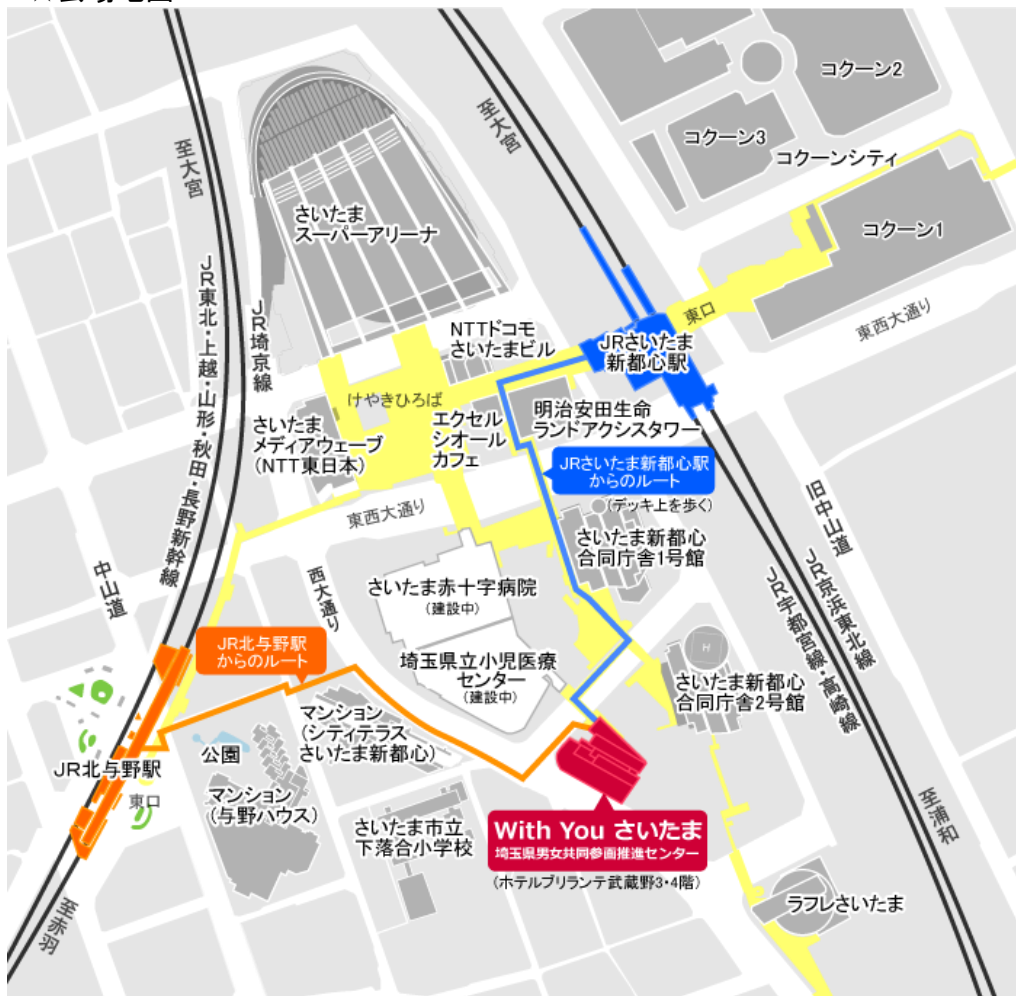 コクーン2
コクーン3
コクーンシティ
コクーン1
至大宮
至大宮
さいたま
スーパーアリーナ
JR東北・上越・山形・秋田・長野新幹線
JR埼京線
NTTドコモ
さいたまビル
JRさいたま
新都心駅
東口
東西大通り
けやきひろば
さいたま
メディアウェーブ
(NTT東日本)
エクセル
シオール
カフェ
明治安田生命
ランドアクシスタワー
JRさいたま新都心駅
からのルート
(デッキ上を歩く)
東西大通り
さいたま新都心
合同庁舎1号館
旧中山道
JR京浜東北線
JR宇都宮線・高崎線
中山道
西大通り
さいたま赤十字病院
(建設中)
JR北与野駅
からのルート
埼玉県立小児医療
センター
(建設中)
H
さいたま新都心
合同庁舎2号館
マンション
(シティテラス
さいたま新都心)
公園
JR北与野駅
東口
マンション
(与野ハウス)
さいたま市立
下落合小学校
With You さいたま
埼玉県男女共同参画推進センター
(ホテルブリランテ武蔵野3・4階)
至浦和
ラフレさいたま
至赤羽